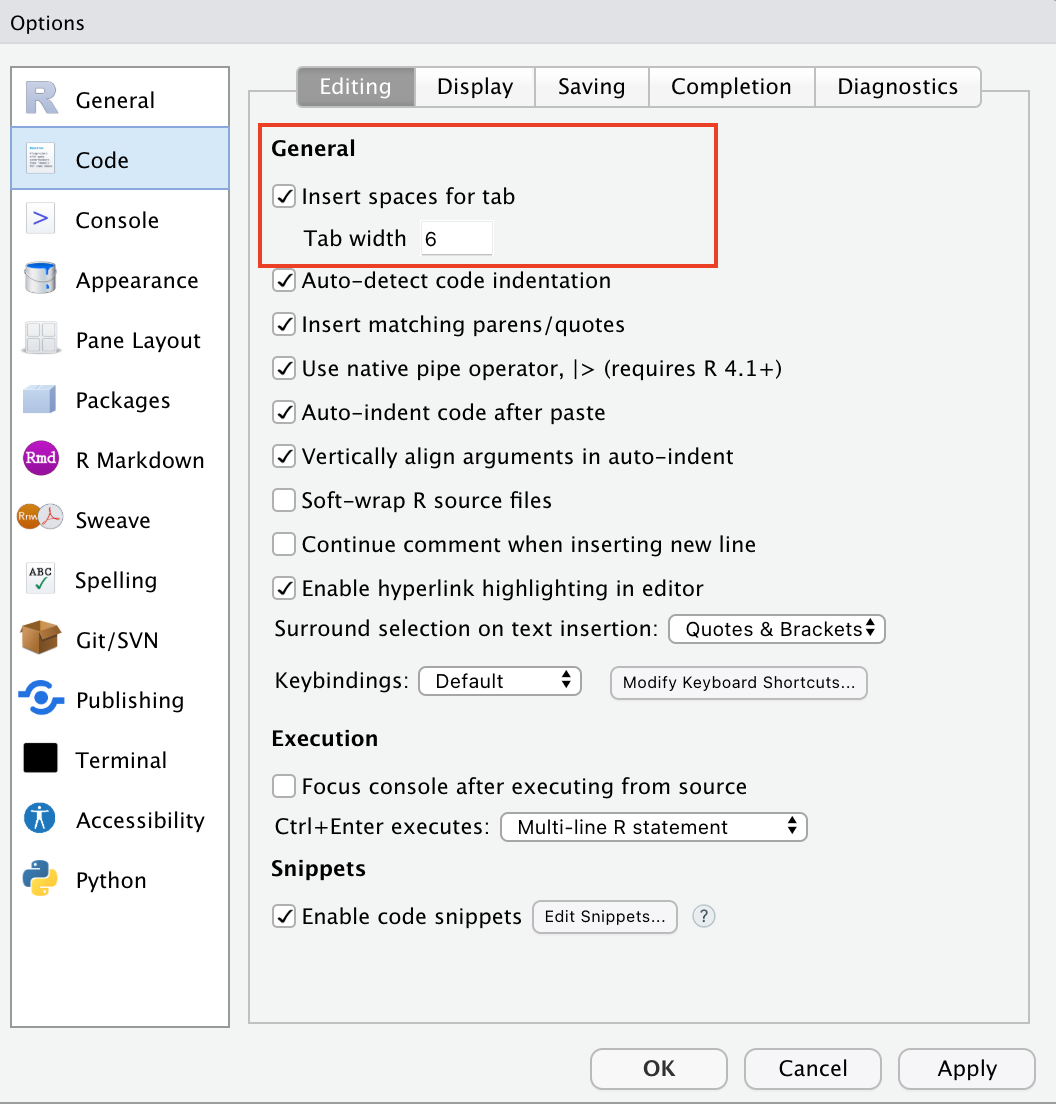 Options
General
Code
Console
Appearance
Pane Layout
Packages
R Markdown
Sweave
Spelling
Git/SVN
Publishing
Terminal
Accessibility
Python
Editing Display Saving Completion Diagnostics
General
Insert spaces for tab
Tab width 6
Auto-detect code indentation
Insert matching parens/quotes
Use native pipe operator, |> (requires R 4.1+)
Auto-indent code after paste
Vertically align arguments in auto-indent
Soft-wrap R source files
Continue comment when inserting new line
Enable hyperlink highlighting in editor
Surround selection on text insertion: Quotes & Brackets
Keybindings: Default Modify Keyboard Shortcuts...
Execution
Focus console after executing from source
Ctrl+Enter executes: Multi-line R statement
Snippets
Enable code snippets Edit Snippets... ?
OK Cancel Apply
R
>
Rmd
Rnw
ABC